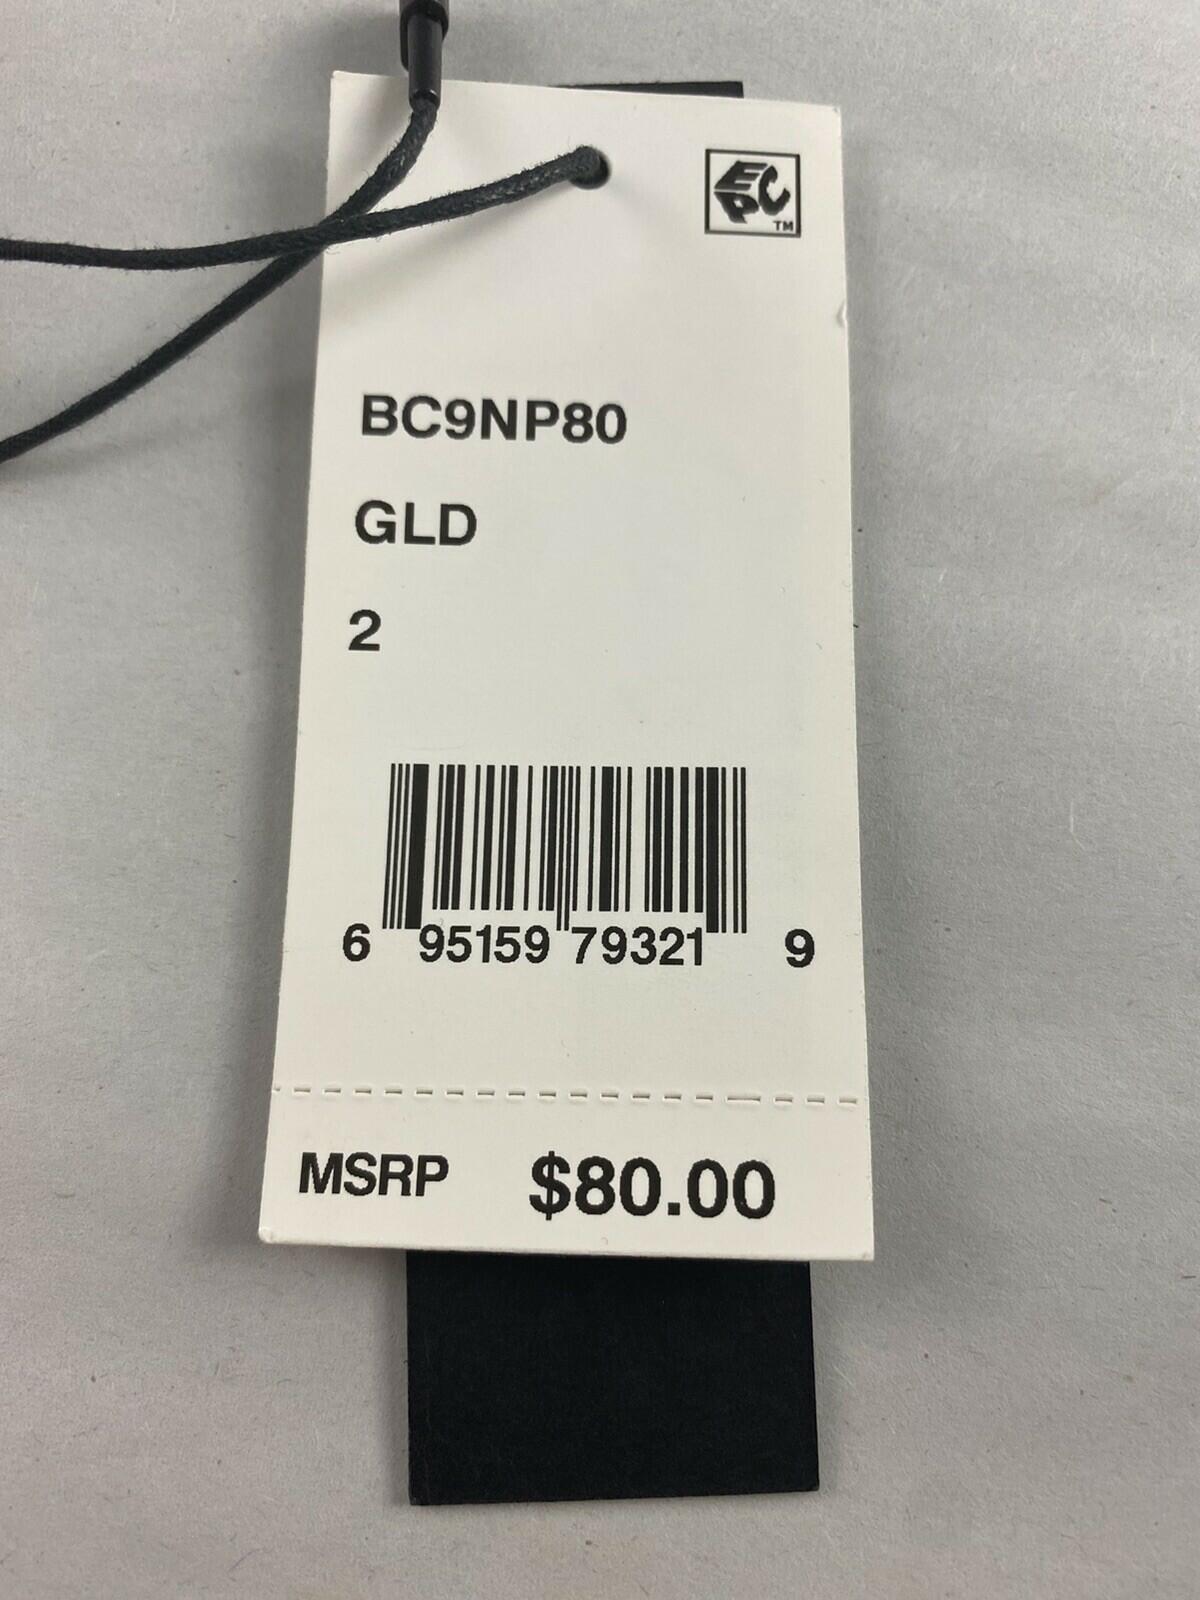 EPC
TM
BC9NP80
GLD
2
6 95159 79321 9
MSRP $80.00